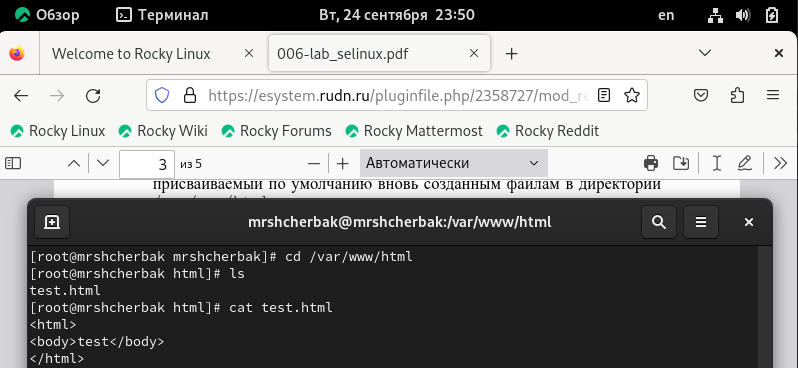 Обзор Терминал Вт, 24 сентября 23:50 en
Welcome to Rocky Linux 006-lab_selinux.pdf
https://esystem.rudn.ru/pluginfile.php/2358727/mod_re
Rocky Linux Rocky Wiki Rocky Forums Rocky Mattermost Rocky Reddit
3 из 5 Автоматически
присваиваемый по умолчанию вновь созданным файлам в директории
mrshcherbak@mrshcherbak:/var/www/html
[root@mrshcherbak mrshcherbak]# cd /var/www/html
[root@mrshcherbak html]# ls
test.html
[root@mrshcherbak html]# cat test.html
<html>
<body>test</body>
</html>